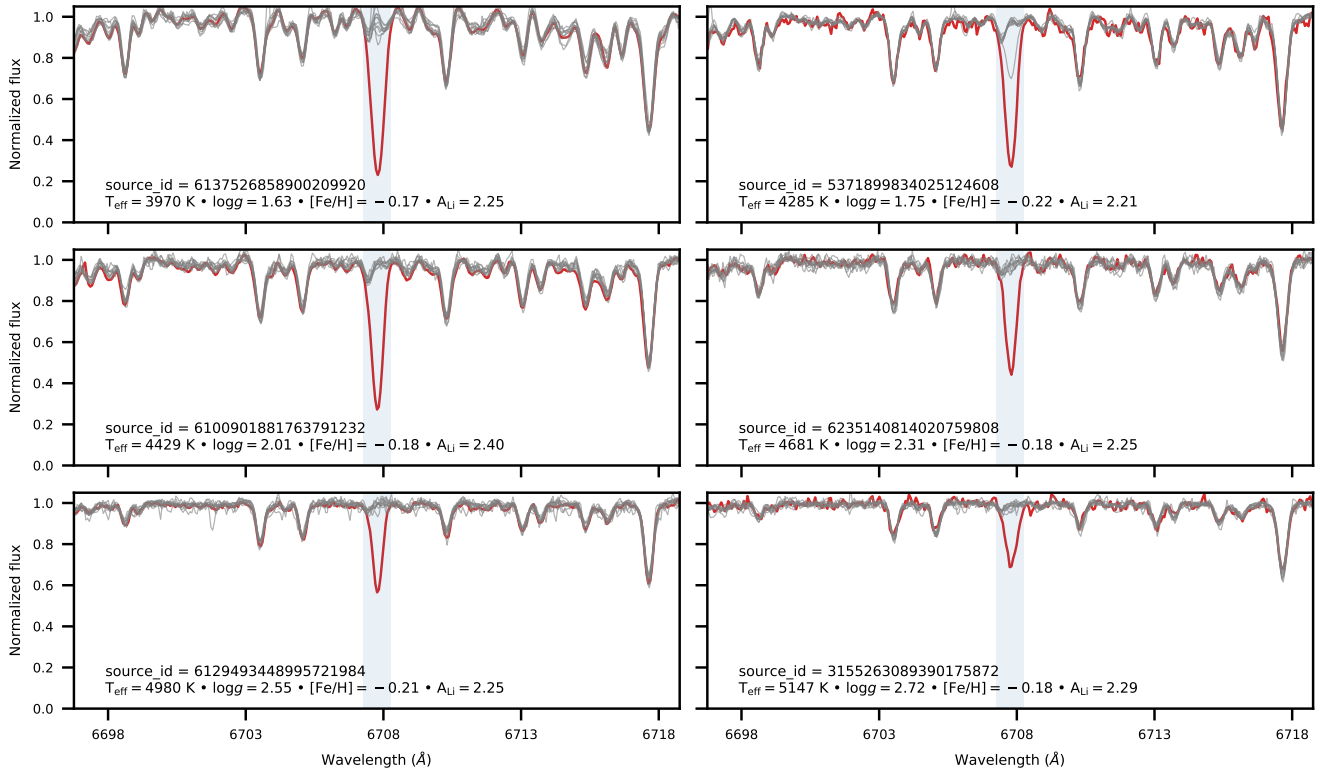 1.0
0.8
0.6
0.4
0.2
0.0
Normalized flux
source_id = 6137526858900209920
T_eff = 3970 K • log g = 1.63 • [Fe/H] = −0.17 • A_Li = 2.25
source_id = 5371899834025124608
T_eff = 4285 K • log g = 1.75 • [Fe/H] = −0.22 • A_Li = 2.21
1.0
0.8
0.6
0.4
0.2
0.0
Normalized flux
source_id = 6100901881763791232
T_eff = 4429 K • log g = 2.01 • [Fe/H] = −0.18 • A_Li = 2.40
source_id = 6235140814020759808
T_eff = 4681 K • log g = 2.31 • [Fe/H] = −0.18 • A_Li = 2.25
1.0
0.8
0.6
0.4
0.2
0.0
Normalized flux
source_id = 6129493448995721984
T_eff = 4980 K • log g = 2.55 • [Fe/H] = −0.21 • A_Li = 2.25
source_id = 3155263089390175872
T_eff = 5147 K • log g = 2.72 • [Fe/H] = −0.18 • A_Li = 2.29
6698 6703 6708 6713 6718
Wavelength (Å)
6698 6703 6708 6713 6718
Wavelength (Å)